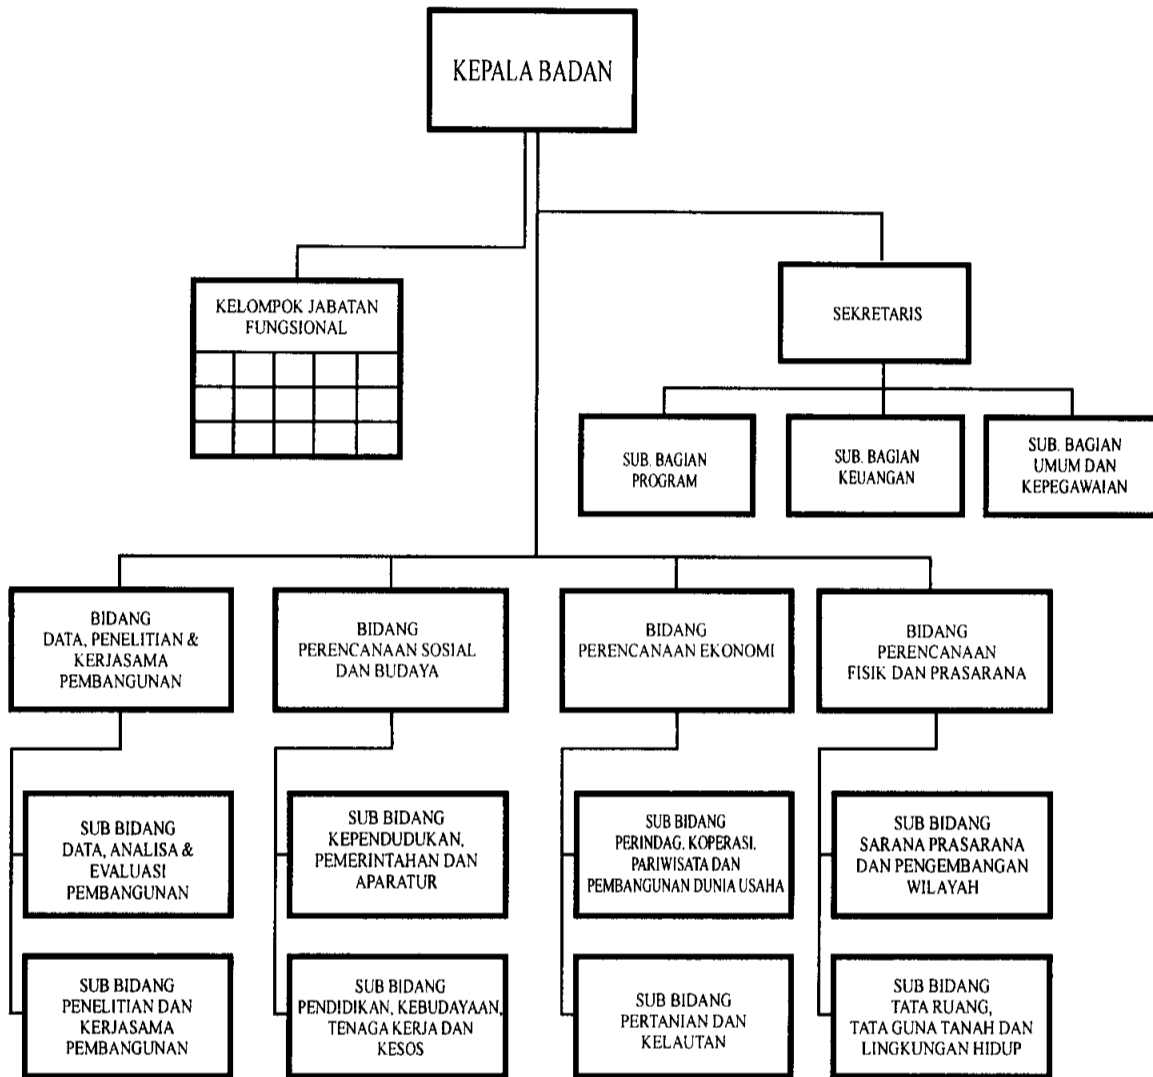 KEPALA BADAN
KELOMPOK JABATAN
FUNGSIONAL
SEKRETARIS
SUB. BAGIAN
PROGRAM
SUB. BAGIAN
KEUANGAN
SUB. BAGIAN
UMUM DAN
KEPEGAWAIAN
BIDANG
DATA, PENELITIAN &
KERJASAMA
PEMBANGUNAN
BIDANG
PERENCANAAN SOSIAL
DAN BUDAYA
BIDANG
PERENCANAAN EKONOMI
BIDANG
PERENCANAAN
FISIK DAN PRASARANA
SUB BIDANG
DATA, ANALISA &
EVALUASI
PEMBANGUNAN
SUB BIDANG
KEPENDUDUKAN,
PEMERINTAHAN DAN
APARATUR
SUB BIDANG
PERINDAG, KOPERASI,
PARIWISATA DAN
PEMBANGUNAN DUNIA USAHA
SUB BIDANG
SARANA PRASARANA
DAN PENGEMBANGAN
WILAYAH
SUB BIDANG
PENELITIAN DAN
KERJASAMA
PEMBANGUNAN
SUB BIDANG
PENDIDIKAN, KEBUDAYAAN,
TENAGA KERJA DAN
KESOS
SUB BIDANG
PERTANIAN DAN
KELAUTAN
SUB BIDANG
TATA RUANG,
TATA GUNA TANAH DAN
LINGKUNGAN HIDUP